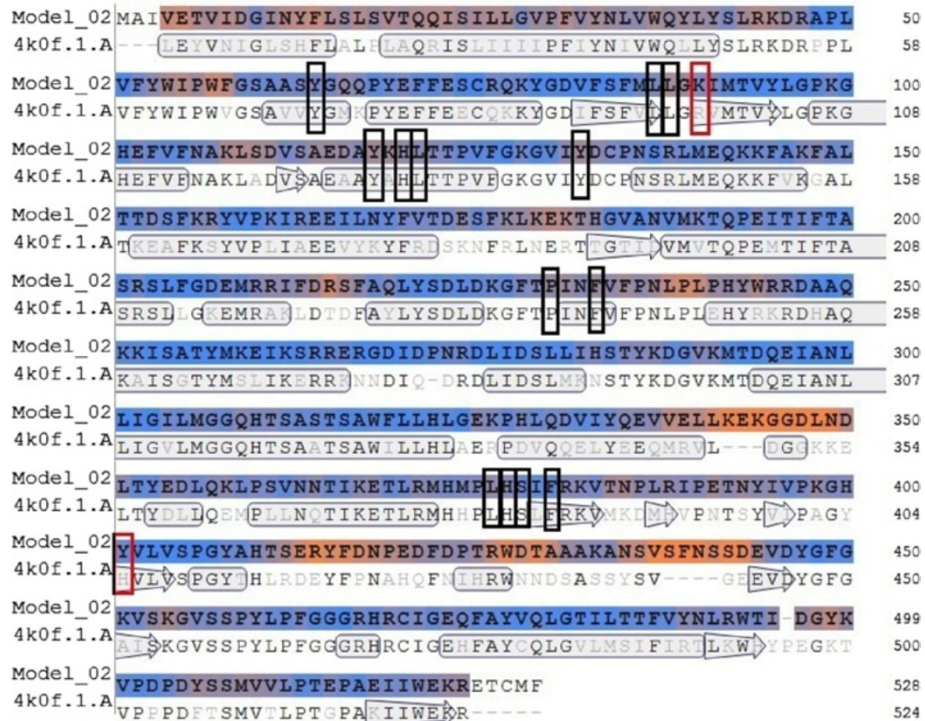 Model_02 MAIVETVIDGINYFLSLSVTQQISILLGVPFVYNLVWQYLYSLRKDRAPL 50
4k0f.1.A ---LEYVNIGLSHFLALPLAQRISLIIIIPFIYNIVWQLLYSLRKDRPPL 58
Model_02 VFYWIPWFGSAASYGQQPYEFFESCRQKYGDVFSFMLLGKIMTVYLGPKG 100
4k0f.1.A VFYWIPWVGSAVVYGMKPYEFFEECQKKYGDIFSFVLLGRVMTVYLGPKG 108
Model_02 HEFVFNAKLSDVSAEDAYKHLTTPVFGKGVIYDCPNSRLMEQKKFAKFAL 150
4k0f.1.A HEFVFNAKLADVSAEAAYAHLTTPVFGKGVIYDCPNSRLMEQKKFVKGAL 158
Model_02 TTDSFKRYVPKIREEILNYFVTDESFKLKEKTHGVANVMKTQPEITIFTA 200
4k0f.1.A TKEAFKSYVPLIAEEVYKYFRDSKNFRLNERTTGTIDVMVTQPEMTIFTA 208
Model_02 SRSLFGDEMRRIFDRSFAQLYSDLDKGFTPINFVFPNLPLPHYWRRDAAQ 250
4k0f.1.A SRSLLGKEMRAKLDTDFAYLYSDLDKGFTPINFVFPNLPLEHYRKRDHAQ 258
Model_02 KKISATYMKEIKSRRERGDIDPNRDLIDSLLIHSTYKDGVKMTDQEIANL 300
4k0f.1.A KAISGTYMSLIKERRKNNDIQ-DRDLIDSLMKNSTYKDGVKMTDQEIANL 307
Model_02 LIGILMGGQHTSASTSAWFLLHLGEKPHLQDVIYQEVVELLKEKGGDLND 350
4k0f.1.A LIGVLMGGQHTSAATSAWILLHLAERPDVQQELYEEQMRVL---DGGKKE 354
Model_02 LTYEDLQKLPSVNNTIKETLRMHMPLHSIFRKVTNPLRIPETNYIVPKGH 400
4k0f.1.A LTYDLLQEMPLLNQTIKETLRMHHPLHSLFRKVMKDMHVPNTSYVIPAGY 404
Model_02 YVLVSPGYAHTSERYFDNPEDFDPTRWDTAAAKANSVSFNSSDEVDYGFG 450
4k0f.1.A HVLVSPGYTHLRDEYFPNAHQFNIHRWNNDSASSYSV----GEEVDYGFG 450
Model_02 KVSKGVSSPYLPFGGGRHRCIGEQFAYVQLGTILTTFVYNLRWTI-DGYK 499
4k0f.1.A AISKGVSSPYLPFGGGRHRCIGEHFAYCQLGVLMSIFIRTLKWHYPEGKT 500
Model_02 VPDPDYSSMVVLPTEPAEIIWEKRETCMF 528
4k0f.1.A VPPPDFTSMVTLPTGPAKIIWEKR----- 524